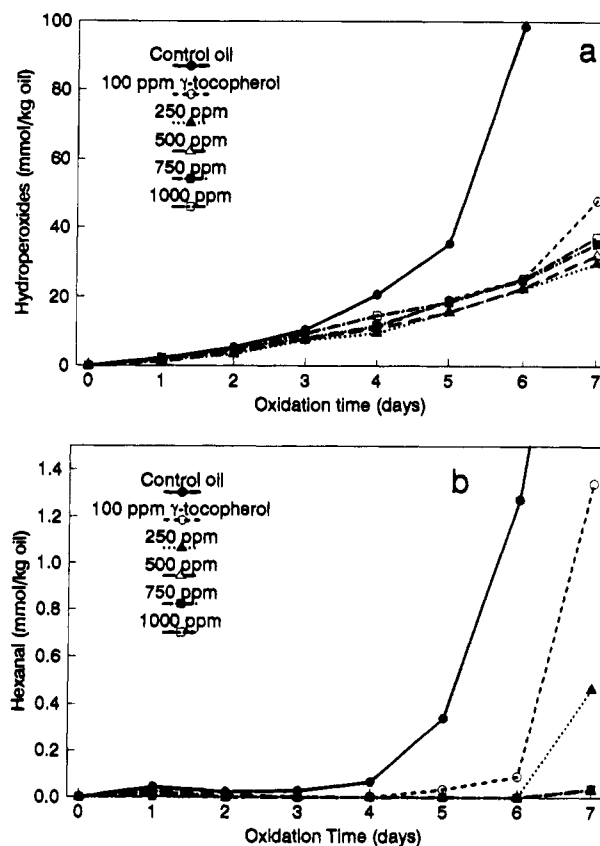 100
80
60
40
20
0
Hydroperoxides (mmol/kg oil)
Control oil
100 ppm γ-tocopherol
250 ppm
500 ppm
750 ppm
1000 ppm
a
0 1 2 3 4 5 6 7
Oxidation time (days)
1.4
1.2
1.0
0.8
0.6
0.4
0.2
0.0
Hexanal (mmol/kg oil)
Control oil
100 ppm γ-tocopherol
250 ppm
500 ppm
750 ppm
1000 ppm
b
0 1 2 3 4 5 6 7
Oxidation Time (days)